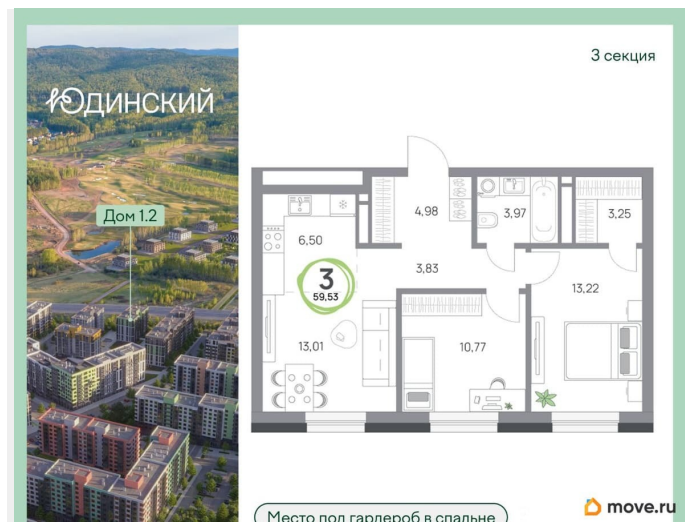 Юдинский
Дом 1.2
3 секция
4,98
3,97
3,25
6,50
3,83
3
59,53
13,22
13,01
10,77
Место под гардероб в спальне
move.ru